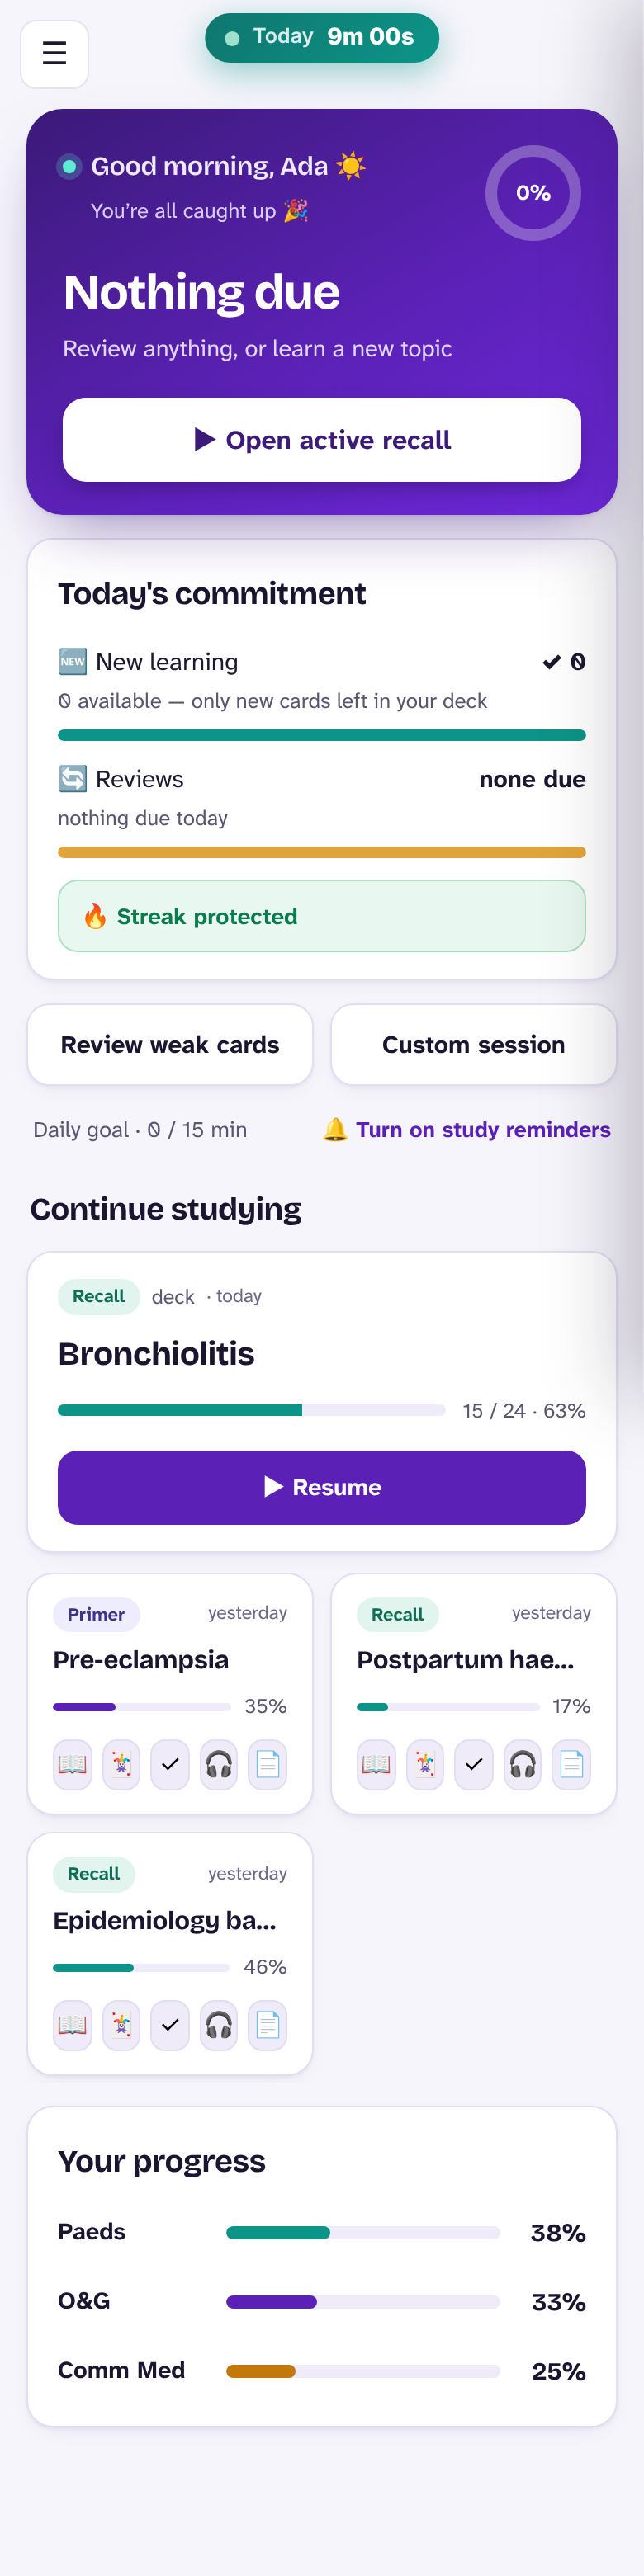 ☰
Today 9m 00s
Good morning, Ada ☀️
You're all caught up 🎉
0%
Nothing due
Review anything, or learn a new topic
▶ Open active recall
Today's commitment
🆕 New learning ✓ 0
0 available — only new cards left in your deck
🔄 Reviews none due
nothing due today
🔥 Streak protected
Review weak cards
Custom session
Daily goal · 0 / 15 min
🔔 Turn on study reminders
Continue studying
Recall deck · today
Bronchiolitis
15 / 24 · 63%
▶ Resume
Primer yesterday
Pre-eclampsia
35%
📖 🃏 ✓ 🎧 📄
Recall yesterday
Postpartum hae...
17%
📖 🃏 ✓ 🎧 📄
Recall yesterday
Epidemiology ba...
46%
📖 🃏 ✓ 🎧 📄
Your progress
Paeds 38%
O&G 33%
Comm Med 25%